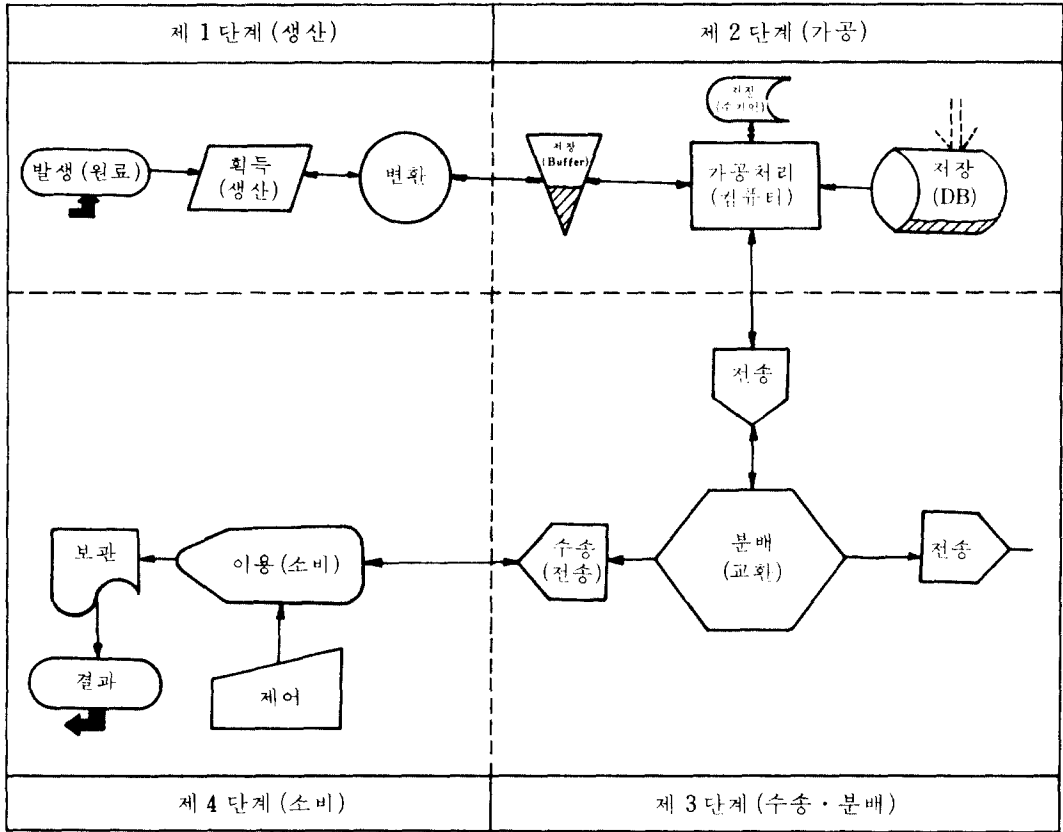 제 1 단계 (생산)
제 2 단계 (가공)
발생 (원료)
획득
(생산)
변환
저장
(Buffer)
(주기억)
가공처리
(컴퓨터)
저장
(DB)
전송
분배
(교환)
수송
(전송)
전송
이용 (소비)
보관
결과
제어
제 4 단계 (소비)
제 3 단계 (수송 · 분배)